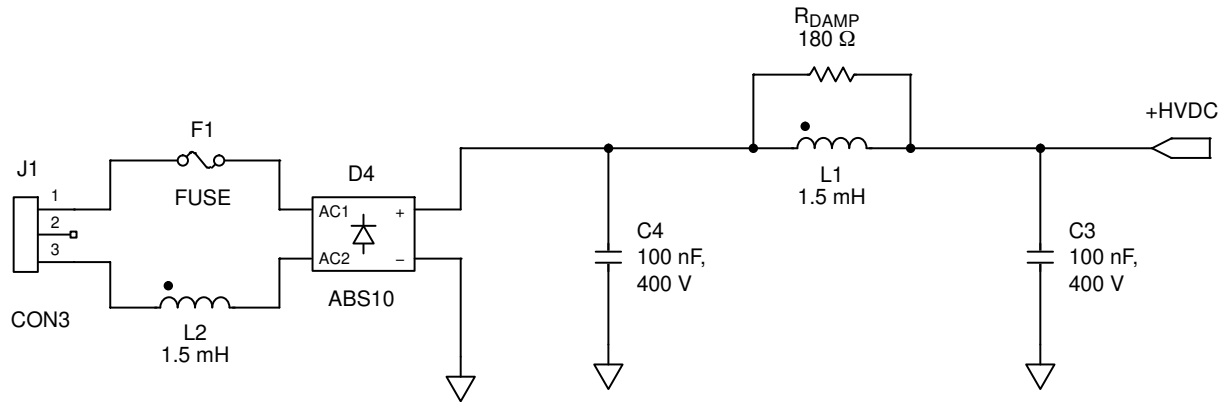 R_DAMP
180 Ω
+HVDC
F1
J1
FUSE
D4
L1
1.5 mH
1
2
3
AC1
+
AC2
–
C4
100 nF,
400 V
C3
100 nF,
400 V
ABS10
CON3
L2
1.5 mH